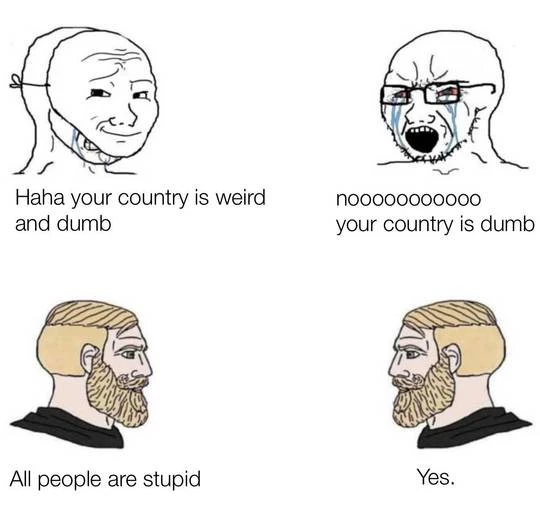 Haha your country is weird
and dumb
nooooooooooo
your country is dumb
All people are stupid
Yes.